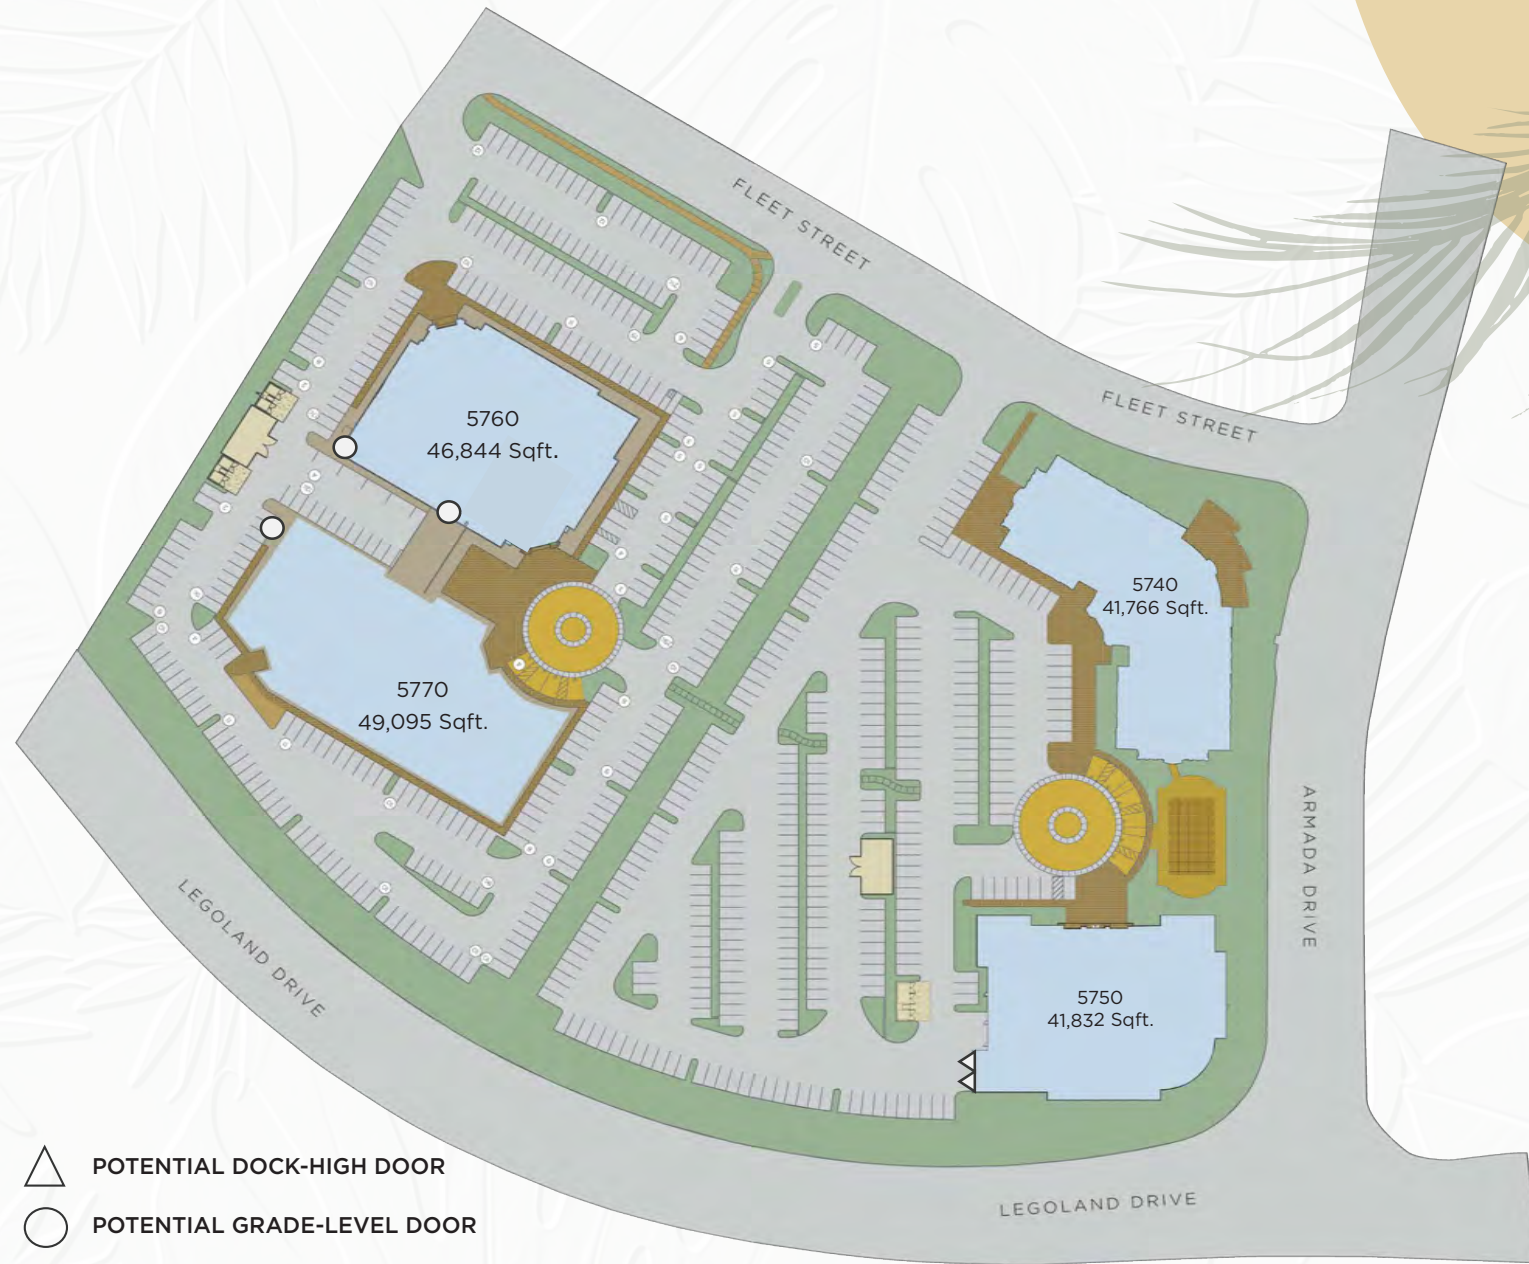 FLEET STREET
FLEET STREET
5760
46,844 Sqft.
5740
41,766 Sqft.
5770
49,095 Sqft.
ARMADA DRIVE
LEGOLAND DRIVE
5750
41,832 Sqft.
POTENTIAL DOCK-HIGH DOOR
LEGOLAND DRIVE
POTENTIAL GRADE-LEVEL DOOR